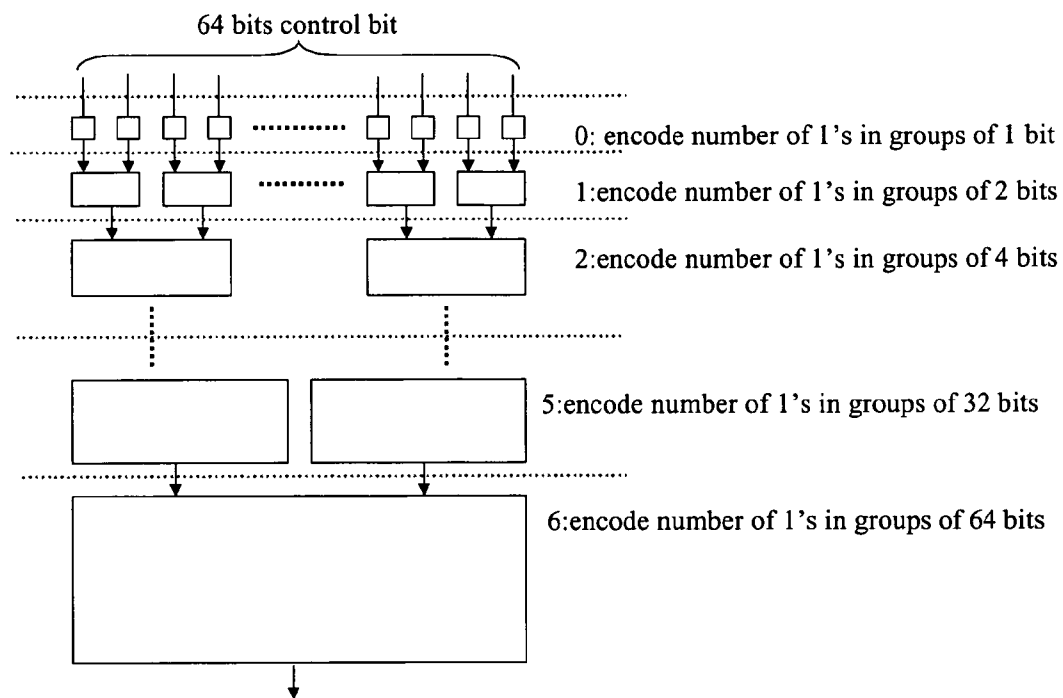 64 bits control bit
0: encode number of 1's in groups of 1 bit
1:encode number of 1's in groups of 2 bits
2:encode number of 1's in groups of 4 bits
5:encode number of 1's in groups of 32 bits
6:encode number of 1's in groups of 64 bits